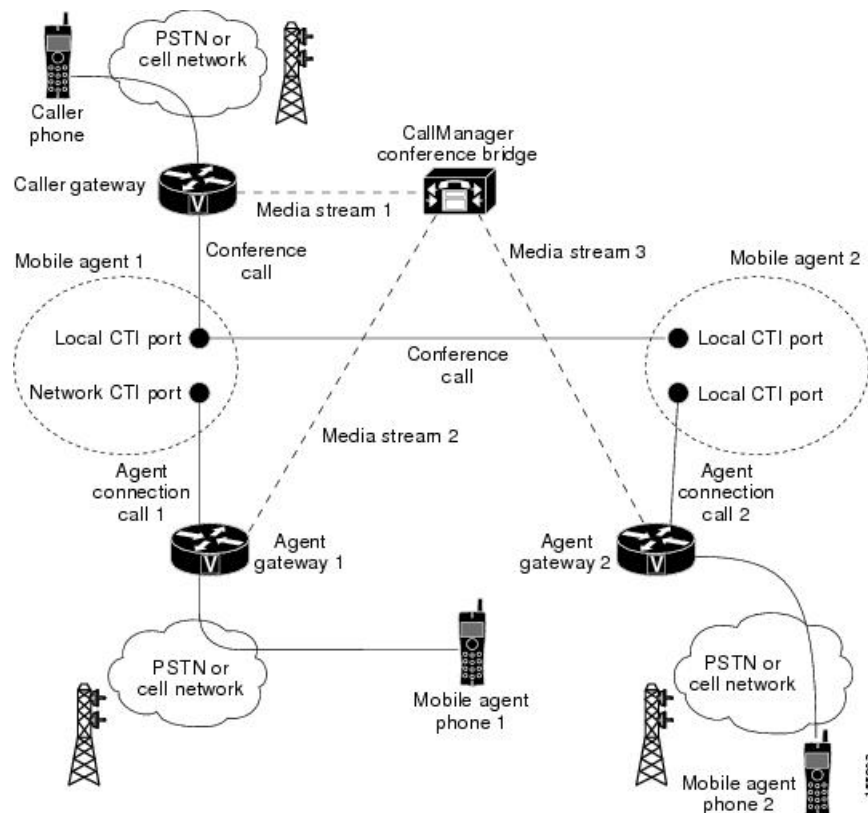 PSTN or
cell network
Caller
phone
CallManager
conference bridge
Caller gateway
V
Media stream 1
Conference
call
Media stream 3
Mobile agent 1
Mobile agent 2
Local CTI port
Local CTI port
Conference
call
Network CTI port
Local CTI port
Media stream 2
Agent
connection
call 1
Agent
connection
call 2
Agent
gateway 1
V
Agent
gateway 2
V
PSTN or
cell network
Mobile agent
phone 1
PSTN or
cell network
Mobile agent
phone 2